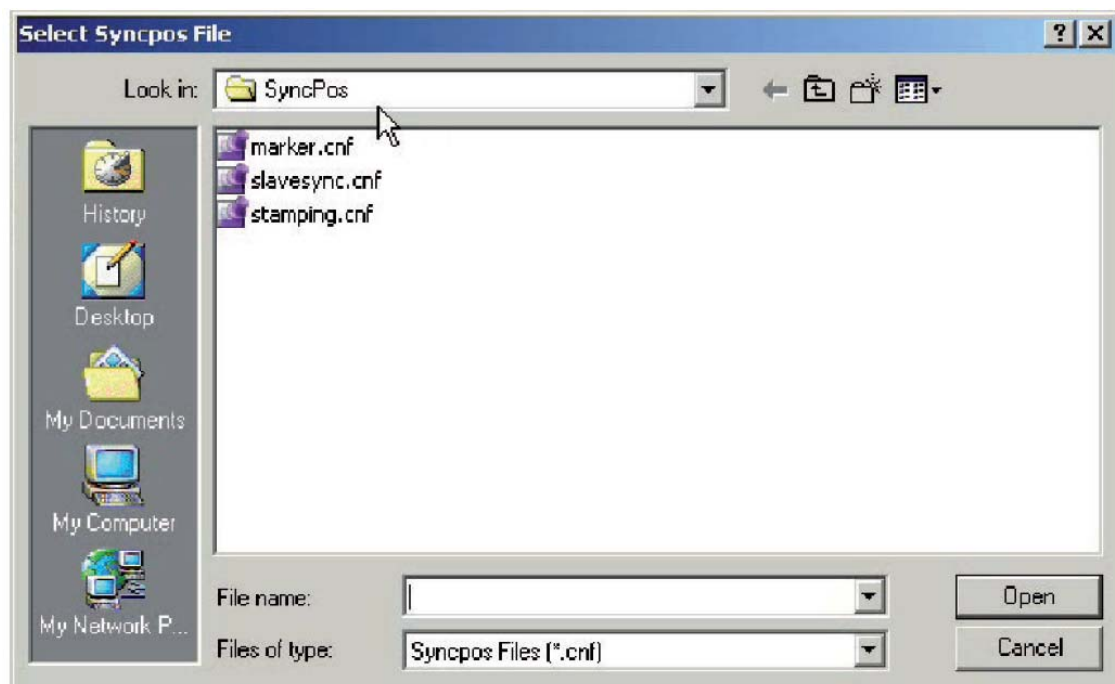 Select Syncpos File
Look in: SyncPos
marker.cnf
slavesync.cnf
stamping.cnf
History
Desktop
My Documents
My Computer
My Network P...
File name:
Open
Files of type: Syncpos Files (*.cnf)
Cancel